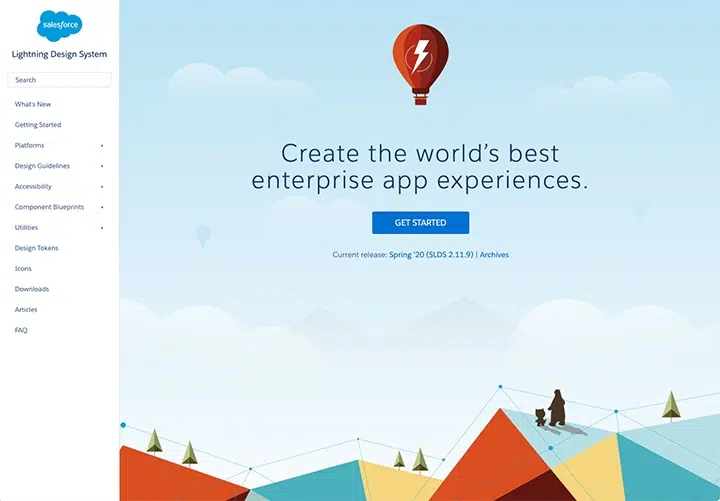 salesforce
Lightning Design System
Search
What's New
Getting Started
Platforms
Design Guidelines
Accessibility
Component Blueprints
Utilities
Design Tokens
Icons
Downloads
Articles
FAQ
Create the world's best
enterprise app experiences.
GET STARTED
Current release: Spring '20 (SLDS 2.11.9) | Archives